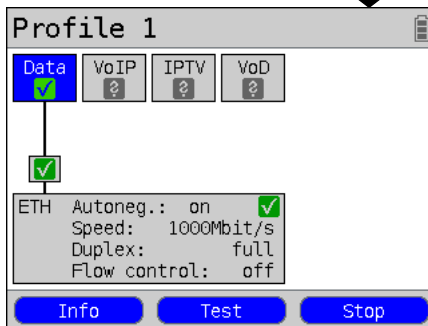 Profile 1
Data VoIP IPTV VoD
? ? ?
ETH Autoneg.: on
Speed: 1000Mbit/s
Duplex: full
Flow control: off
Info Test Stop